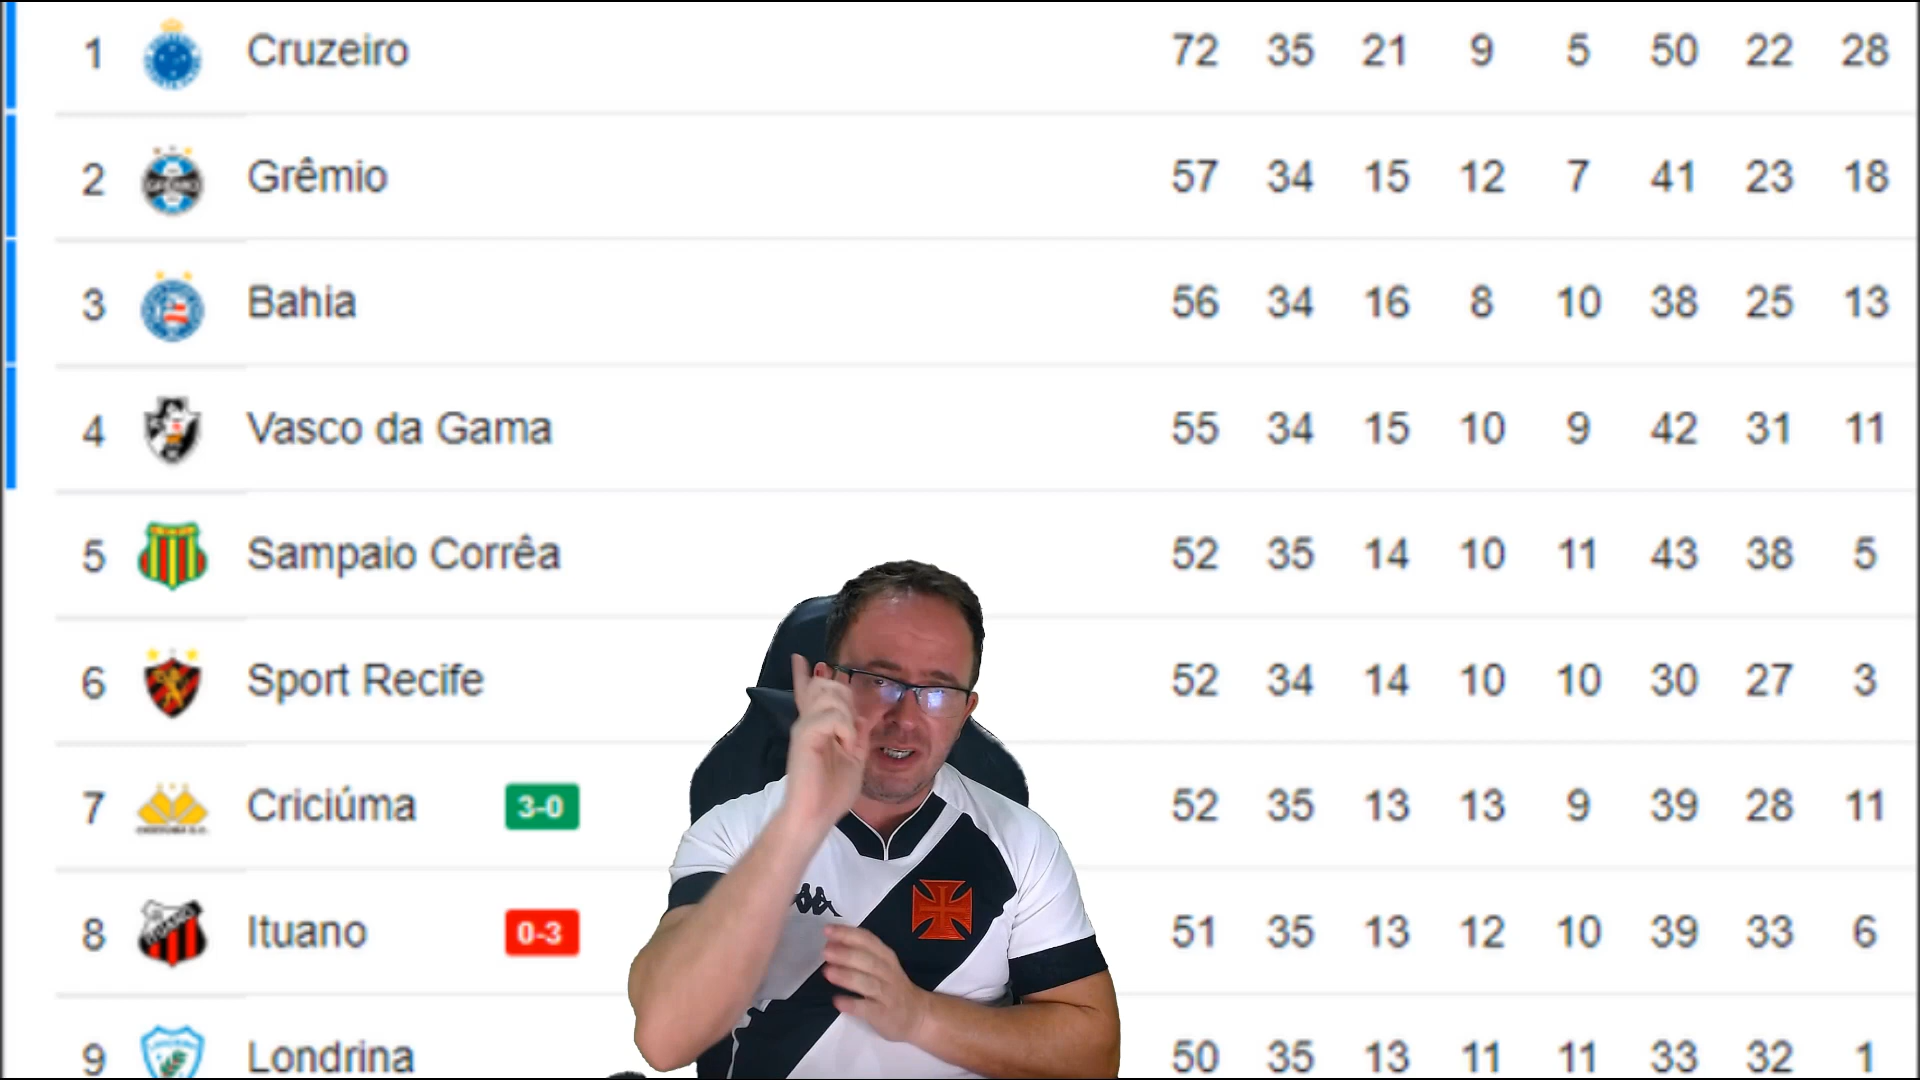 1 Cruzeiro 72 35 21 9 5 50 22 28
2 Grêmio 57 34 15 12 7 41 23 18
3 Bahia 56 34 16 8 10 38 25 13
4 Vasco da Gama 55 34 15 10 9 42 31 11
5 Sampaio Corrêa 52 35 14 10 11 43 38 5
6 Sport Recife 52 34 14 10 10 30 27 3
7 Criciúma 3-0 52 35 13 13 9 39 28 11
8 Ituano 0-3 51 35 13 12 10 39 33 6
9 Londrina 50 35 13 11 11 33 32 1